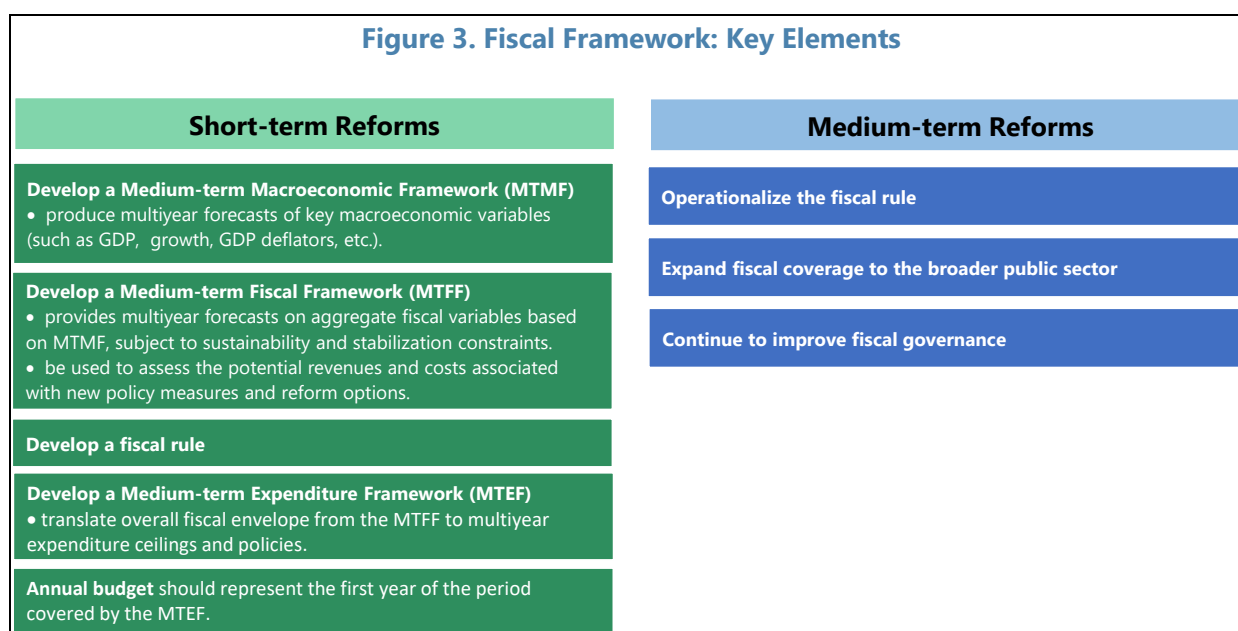 Figure 3. Fiscal Framework: Key Elements
Short-term Reforms
Develop a Medium-term Macroeconomic Framework (MTMF)
• produce multiyear forecasts of key macroeconomic variables
(such as GDP, growth, GDP deflators, etc.).
Develop a Medium-term Fiscal Framework (MTFF)
• provides multiyear forecasts on aggregate fiscal variables based
on MTMF, subject to sustainability and stabilization constraints.
• be used to assess the potential revenues and costs associated
with new policy measures and reform options.
Develop a fiscal rule
Develop a Medium-term Expenditure Framework (MTEF)
• translate overall fiscal envelope from the MTFF to multiyear
expenditure ceilings and policies.
Annual budget should represent the first year of the period
covered by the MTEF.
Medium-term Reforms
Operationalize the fiscal rule
Expand fiscal coverage to the broader public sector
Continue to improve fiscal governance